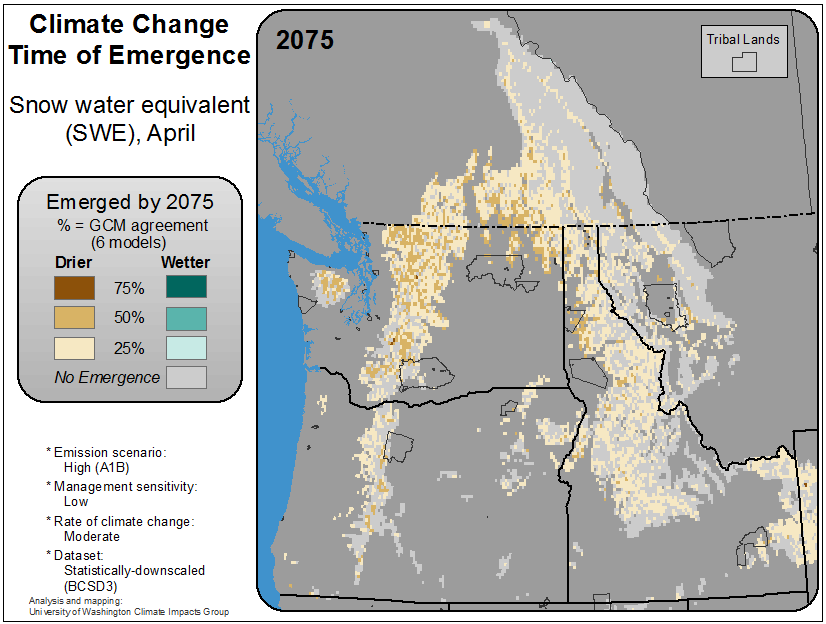 Climate Change
Time of Emergence
Snow water equivalent
(SWE), April
Emerged by 2075
% = GCM agreement
(6 models)
Drier Wetter
75%
50%
25%
No Emergence
* Emission scenario:
High (A1B)
* Management sensitivity:
Low
* Rate of climate change:
Moderate
* Dataset:
Statistically-downscaled
(BCSD3)
Analysis and mapping:
University of Washington Climate Impacts Group
2075
Tribal Lands